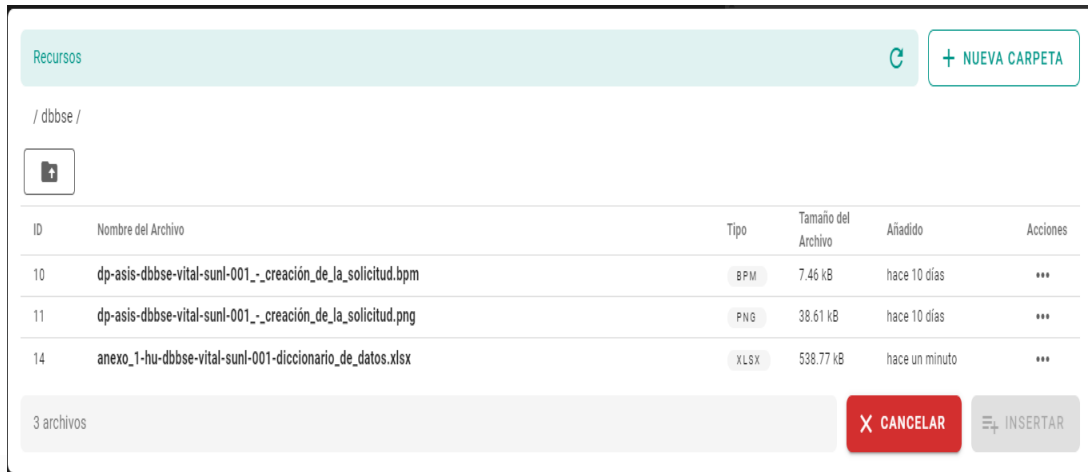 Recursos
+ NUEVA CARPETA
/ dbbse /
ID Nombre del Archivo Tipo Tamaño del Archivo Añadido Acciones
10 dp-asis-dbbse-vital-sunl-001_-_creación_de_la_solicitud.bpm BPM 7.46 kB hace 10 días •••
11 dp-asis-dbbse-vital-sunl-001_-_creación_de_la_solicitud.png PNG 38.61 kB hace 10 días •••
14 anexo_1-hu-dbbse-vital-sunl-001-diccionario_de_datos.xlsx XLSX 538.77 kB hace un minuto •••
3 archivos
CANCELAR
INSERTAR